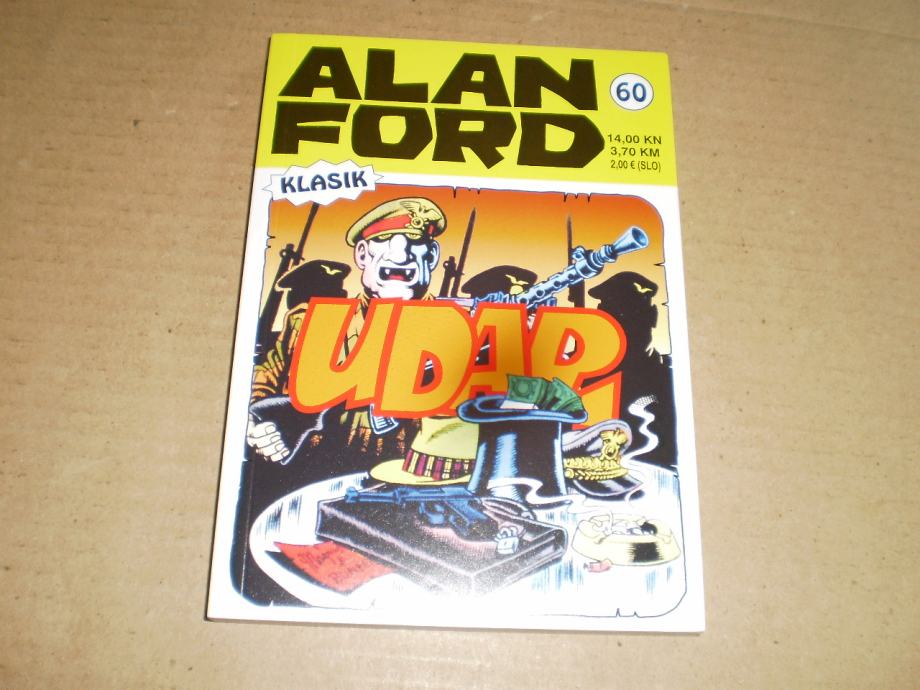 ALAN
FORD
60
14,00 KN
3,70 KM
2,00 € (SLO)
KLASIK
UDAR